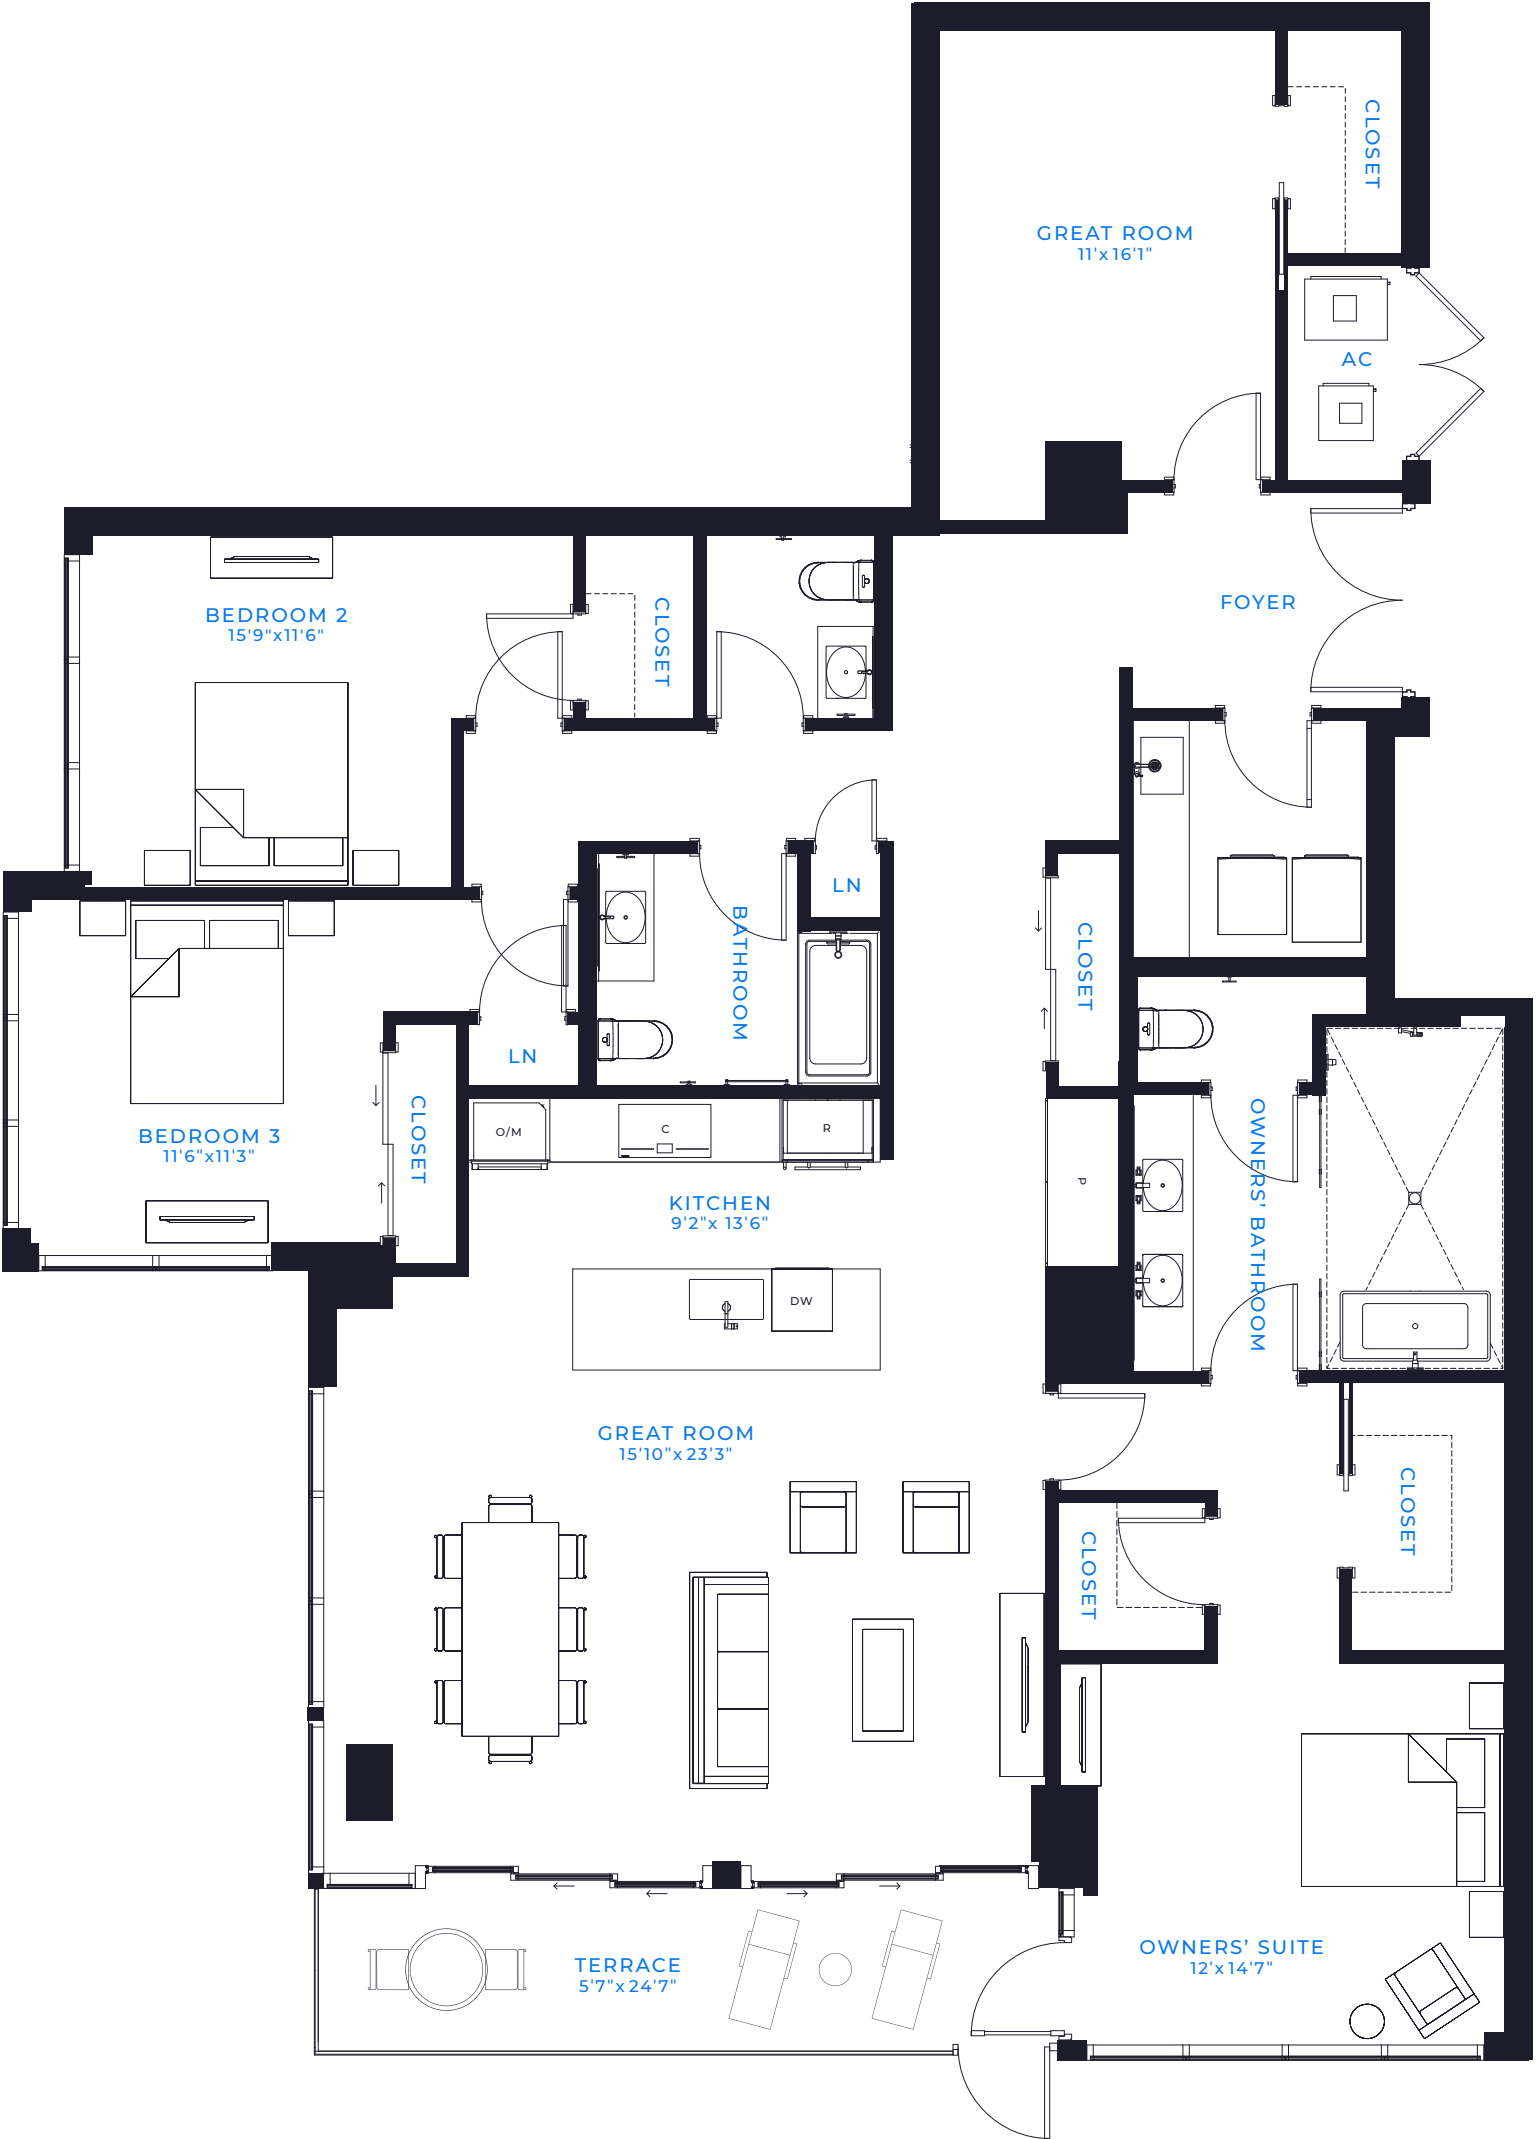 CLOSET
GREAT ROOM
11'x 16'1"
AC
FOYER
BEDROOM 2
15'9"x11'6"
CLOSET
LN
BATHROOM
CLOSET
LN
BEDROOM 3
11'6"x11'3"
CLOSET
O/M
C
R
P
OWNERS’ BATHROOM
KITCHEN
9'2"x 13'6"
DW
GREAT ROOM
15'10"x 23'3"
CLOSET
CLOSET
TERRACE
5'7"x 24'7"
OWNERS’ SUITE
12'x 14'7"